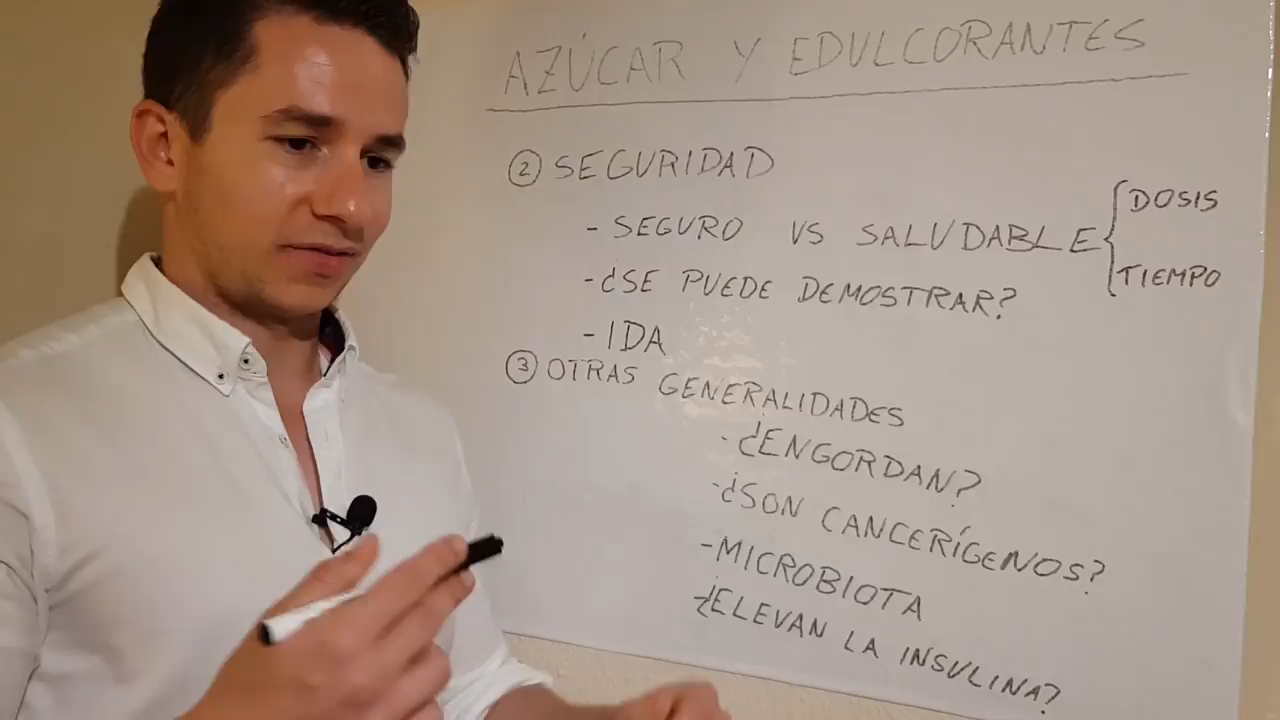 AZÚCAR Y EDULCORANTES
② SEGURIDAD
- SEGURO VS SALUDABLE { DOSIS
TIEMPO
- ¿SE PUEDE DEMOSTRAR?
- IDA
③ OTRAS GENERALIDADES
- ¿ENGORDAN?
- ¿SON CANCERÍGENOS?
- MICROBIOTA
- ¿ELEVAN LA INSULINA?